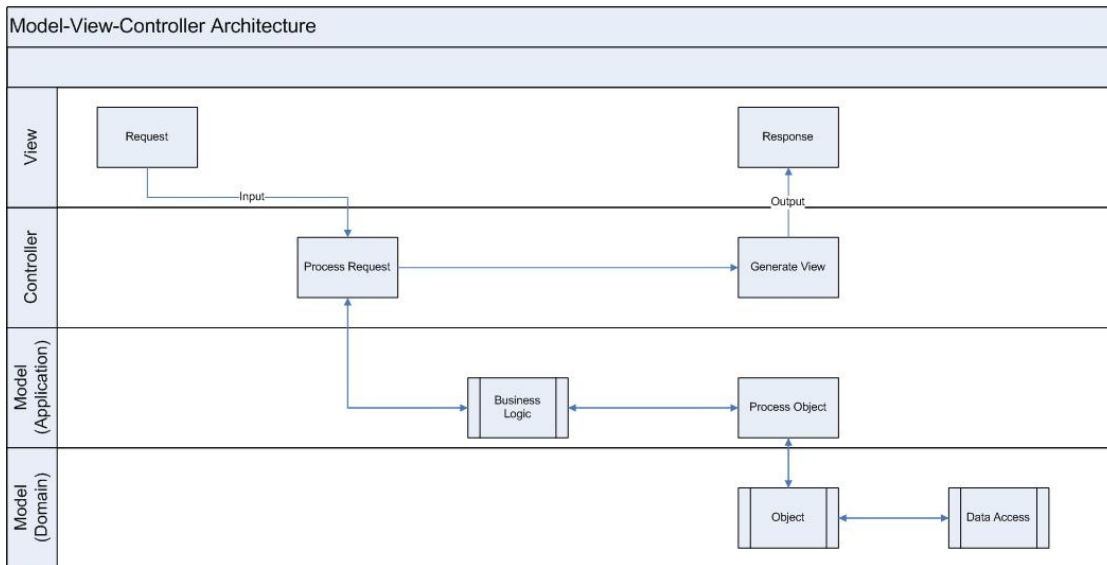 Model-View-Controller Architecture
View
Request
Response
Input
Output
Controller
Process Request
Generate View
Model
(Application)
Business
Logic
Process Object
Model
(Domain)
Object
Data Access